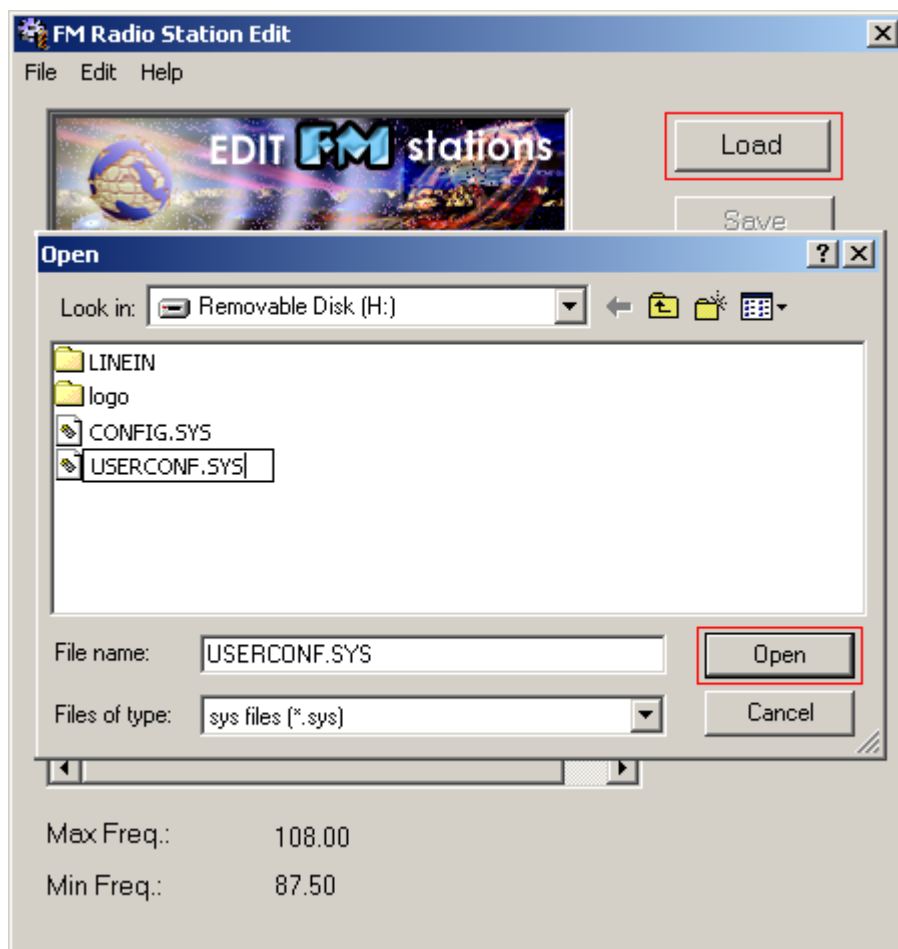 FM Radio Station Edit
File Edit Help
EDIT FM stations
Load
Save
Open
Look in: Removable Disk (H:)
LINEIN
logo
CONFIG.SYS
USERCONF.SYS
File name: USERCONF.SYS
Open
Files of type: sys files (*.sys)
Cancel
Max Freq.: 108.00
Min Freq.: 87.50